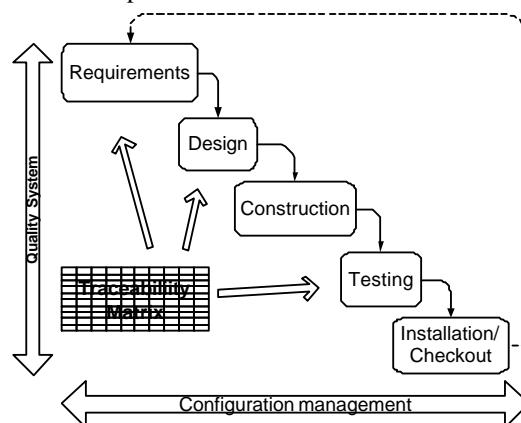 Requirements
Design
Construction
Quality System
Traceability
Matrix
Testing
Installation/
Checkout
Configuration management